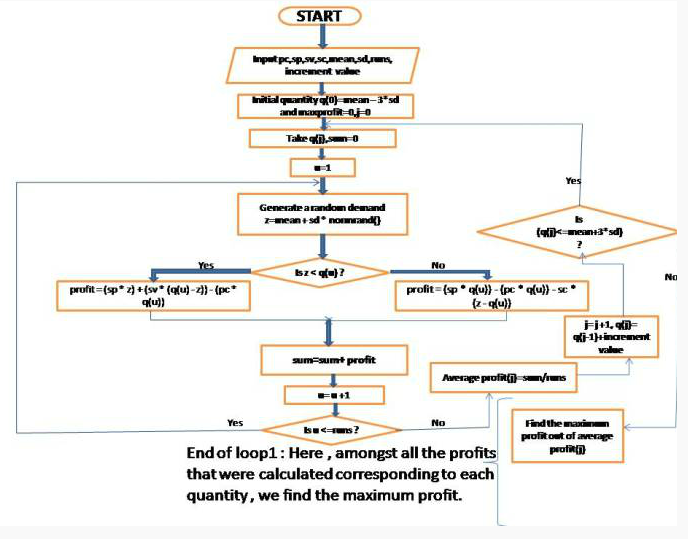 START
Input pc,sp,sv,sc,mean,sd,runs,
increment value
Initial quantity q(0)=mean-3*sd
and maxprofit=0,j=0
Take q(j),sum=0
u=1
Generate a random demand
z=mean + sd * normrand()
Is z < q(u) ?
Yes
No
profit = (sp * z) + (sv * (q(u) - z)) - (pc *
q(u))
profit = (sp * q(u)) - (pc * q(u)) - sc *
(z - q(u))
sum=sum+ profit
u= u +1
Is u <=runs ?
Yes
No
Average profit(j)=sum/runs
j= j +1, q(j)=
q(j-1)+increment
value
Is
(q(j)<=mean+3*sd)
?
Yes
No
Find the maximum
profit out of average
profit(j)
End of loop1 : Here , amongst all the profits
that were calculated corresponding to each
quantity , we find the maximum profit.